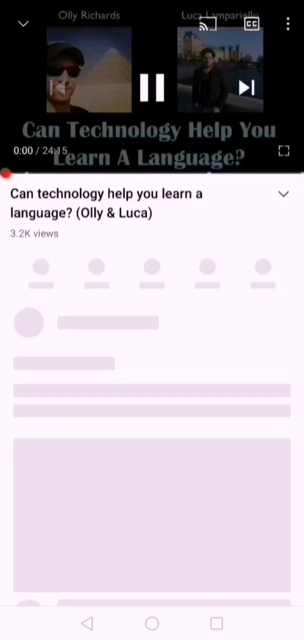 Olly Richards Luca Lampariello
CC
Can Technology Help You
Learn A Language?
0:00 / 24:15
Can technology help you learn a
language? (Olly & Luca)
3.2K views